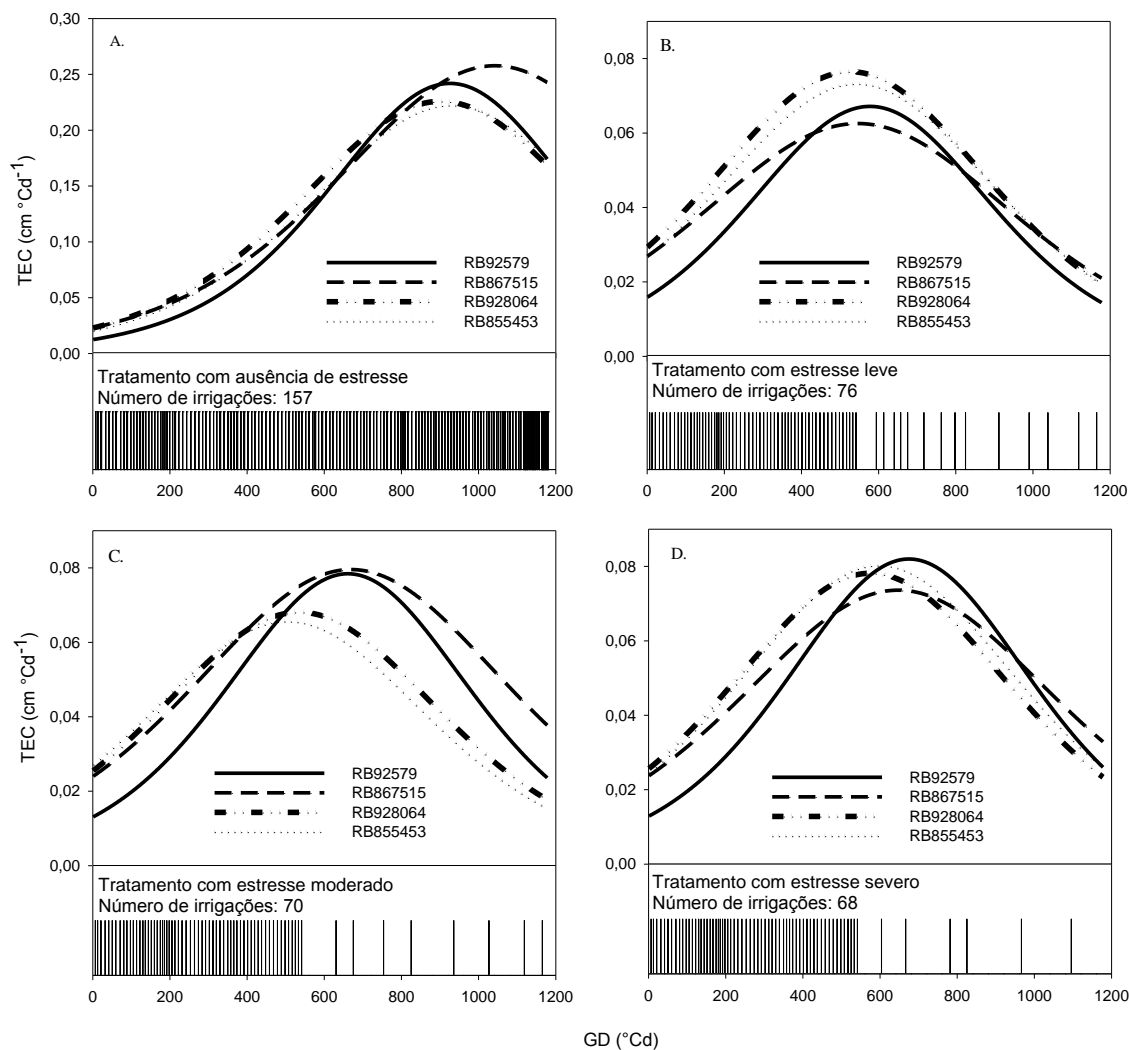 A.
0,30
0,25
0,20
0,15
0,10
0,05
0,00
TEC (cm °Cd-1)
RB92579
RB867515
RB928064
RB855453
Tratamento com ausência de estresse
Número de irrigações: 157
0 200 400 600 800 1000 1200
B.
0,08
0,06
0,04
0,02
0,00
RB92579
RB867515
RB928064
RB855453
Tratamento com estresse leve
Número de irrigações: 76
0 200 400 600 800 1000 1200
C.
0,08
0,06
0,04
0,02
0,00
TEC (cm °Cd-1)
RB92579
RB867515
RB928064
RB855453
Tratamento com estresse moderado
Número de irrigações: 70
0 200 400 600 800 1000 1200
D.
0,08
0,06
0,04
0,02
0,00
RB92579
RB867515
RB928064
RB855453
Tratamento com estresse severo
Número de irrigações: 68
0 200 400 600 800 1000 1200
GD (°Cd)